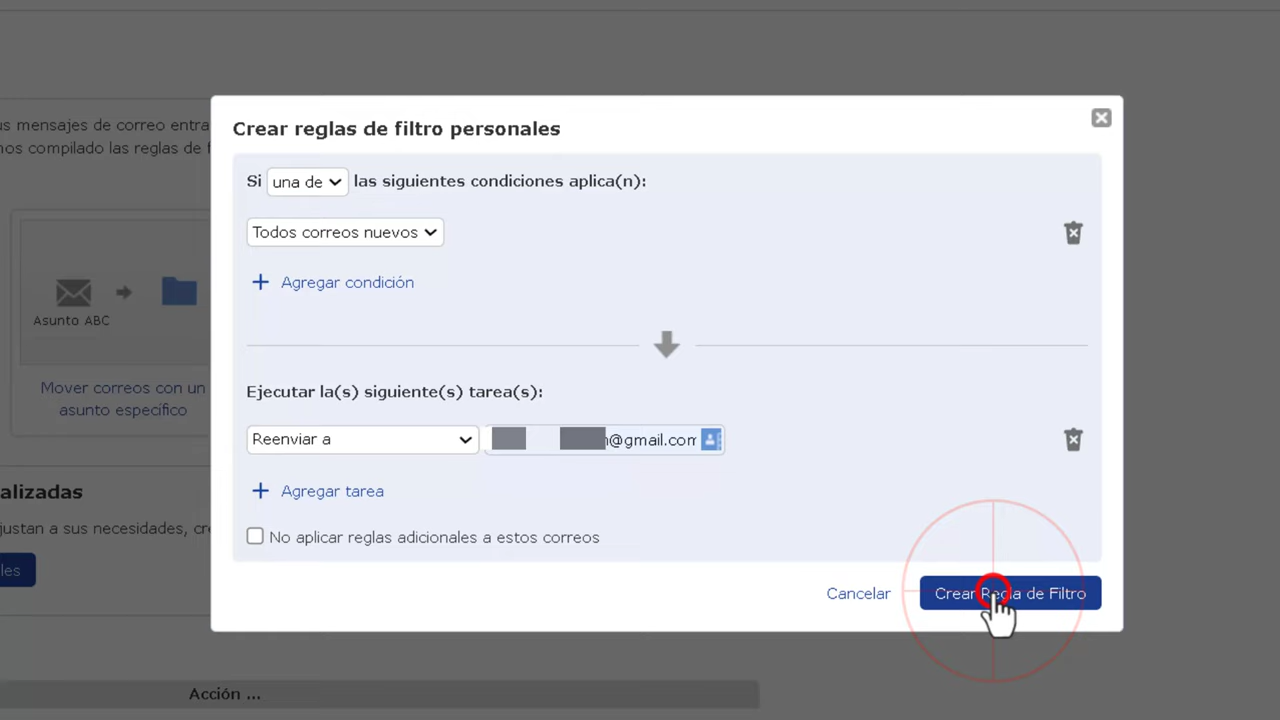 Crear reglas de filtro personales
Si una de las siguientes condiciones aplica(n):
Todos correos nuevos
Agregar condición
Ejecutar la(s) siguiente(s) tarea(s):
Reenviar a @gmail.com
Agregar tarea
No aplicar reglas adicionales a estos correos
Cancelar Crear Regla de Filtro
us mensajes de correo entra
nos compilado las reglas de f
Asunto ABC
Mover correos con un
asunto específico
alizadas
justan a sus necesidades, cre
les
Acción ...